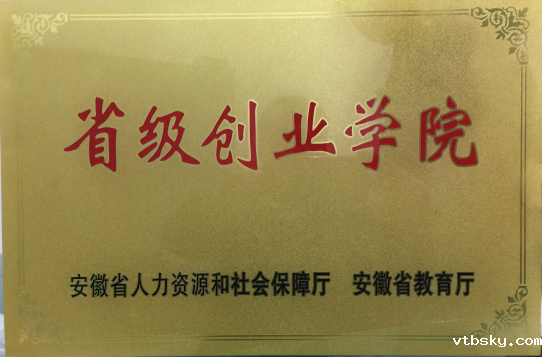 省级创业学院
安徽省人力资源和社会保障厅 安徽省教育厅
vtbsky.com